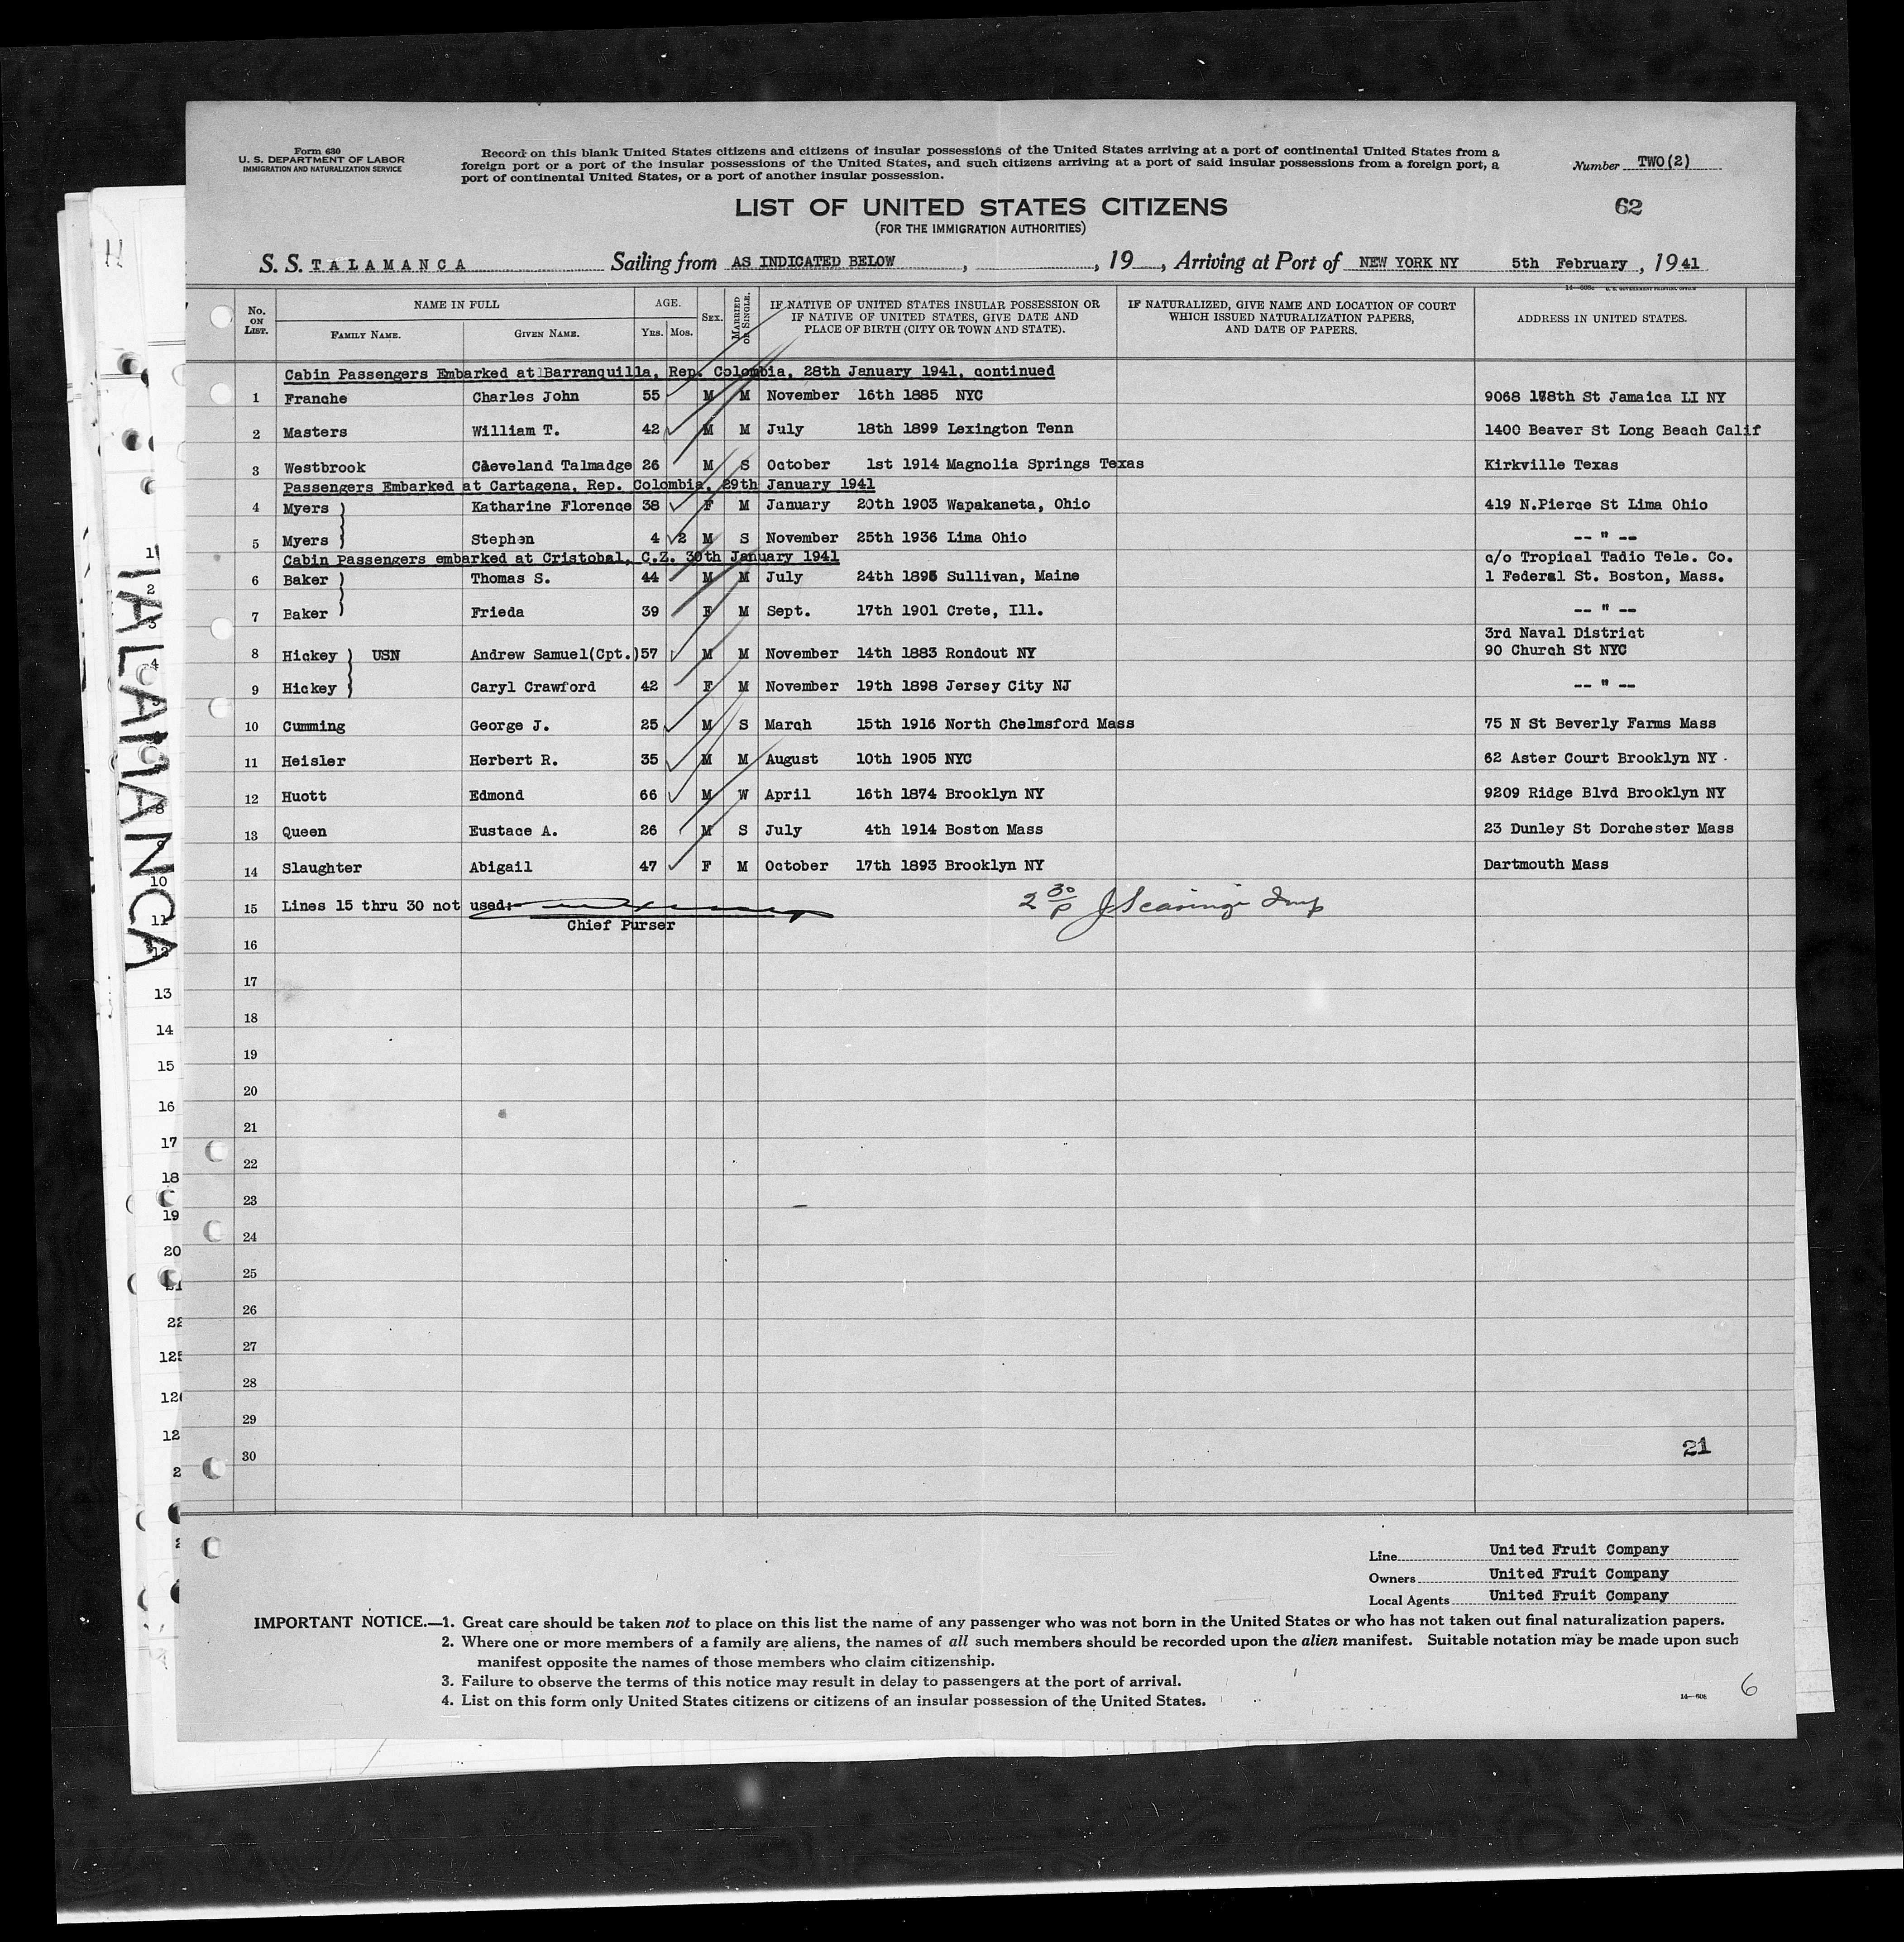 Form 630
U. S. DEPARTMENT OF LABOR
IMMIGRATION AND NATURALIZATION SERVICE
Record on this blank United States citizens and citizens of insular possessions of the United States arriving at a port of continental United States from a
foreign port or a port of the insular possessions of the United States, and such citizens arriving at a port of said insular possessions from a foreign port, a
port of continental United States, or a port of another insular possession.
Number TWO(2)
62
LIST OF UNITED STATES CITIZENS
(FOR THE IMMIGRATION AUTHORITIES)
S. S. TALAMANCA Sailing from AS INDICATED BELOW , , 19 , Arriving at Port of NEW YORK NY 5th February , 1941
No. ON LIST. NAME IN FULL FAMILY NAME. GIVEN NAME. AGE. YRS. MOS. SEX. MARRIED OR SINGLE. IF NATIVE OF UNITED STATES INSULAR POSSESSION OR IF NATIVE OF UNITED STATES, GIVE DATE AND PLACE OF BIRTH (CITY OR TOWN AND STATE). IF NATURALIZED, GIVE NAME AND LOCATION OF COURT WHICH ISSUED NATURALIZATION PAPERS, AND DATE OF PAPERS. ADDRESS IN UNITED STATES.
Cabin Passengers Embarked at Barranquilla, Rep. Colombia, 28th January 1941, continued
1 Franche Charles John 55 M M November 16th 1885 NYC 9068 178th St Jamaica LI NY
2 Masters William T. 42 M M July 18th 1899 Lexington Tenn 1400 Beaver St Long Beach Calif
3 Westbrook Cleveland Talmadge 26 M S October 1st 1914 Magnolia Springs Texas Kirkville Texas
Passengers Embarked at Cartagena, Rep. Colombia, 29th January 1941
4 Myers Katharine Florence 38 F M January 20th 1903 Wapakaneta, Ohio 419 N.Pierce St Lima Ohio
5 Myers Stephen 4 2 M S November 25th 1936 Lima Ohio -- " --
Cabin Passengers embarked at Cristobal, C.Z. 30th January 1941
c/o Tropical Tadio Tele. Co.
6 Baker Thomas S. 44 M M July 24th 1896 Sullivan, Maine 1 Federal St. Boston, Mass.
7 Baker Frieda 39 F M Sept. 17th 1901 Crete, Ill. -- " --
3rd Naval District
8 Hickey USN Andrew Samuel(Cpt.) 57 M M November 14th 1883 Rondout NY 90 Church St NYC
9 Hickey Caryl Crawford 42 F M November 19th 1898 Jersey City NJ -- " --
10 Cumming George J. 25 M S March 15th 1916 North Chelmsford Mass 75 N St Beverly Farms Mass
11 Heisler Herbert R. 35 M M August 10th 1905 NYC 62 Aster Court Brooklyn NY
12 Huott Edmond 66 M W April 16th 1874 Brooklyn NY 9209 Ridge Blvd Brooklyn NY
13 Queen Eustace A. 26 M S July 4th 1914 Boston Mass 23 Dunley St Dorchester Mass
14 Slaughter Abigail 47 F M October 17th 1893 Brooklyn NY Dartmouth Mass
15 Lines 15 thru 30 not used: 2 30 P
Chief Purser
16
17
18
19
20
21
22
23
24
25
26
27
28
29
30
21
Line United Fruit Company
Owners United Fruit Company
Local Agents United Fruit Company
IMPORTANT NOTICE.—1. Great care should be taken not to place on this list the name of any passenger who was not born in the United States or who has not taken out final naturalization papers.
2. Where one or more members of a family are aliens, the names of all such members should be recorded upon the alien manifest. Suitable notation may be made upon such
manifest opposite the names of those members who claim citizenship.
3. Failure to observe the terms of this notice may result in delay to passengers at the port of arrival.
4. List on this form only United States citizens or citizens of an insular possession of the United States.
6
TALAMANCA